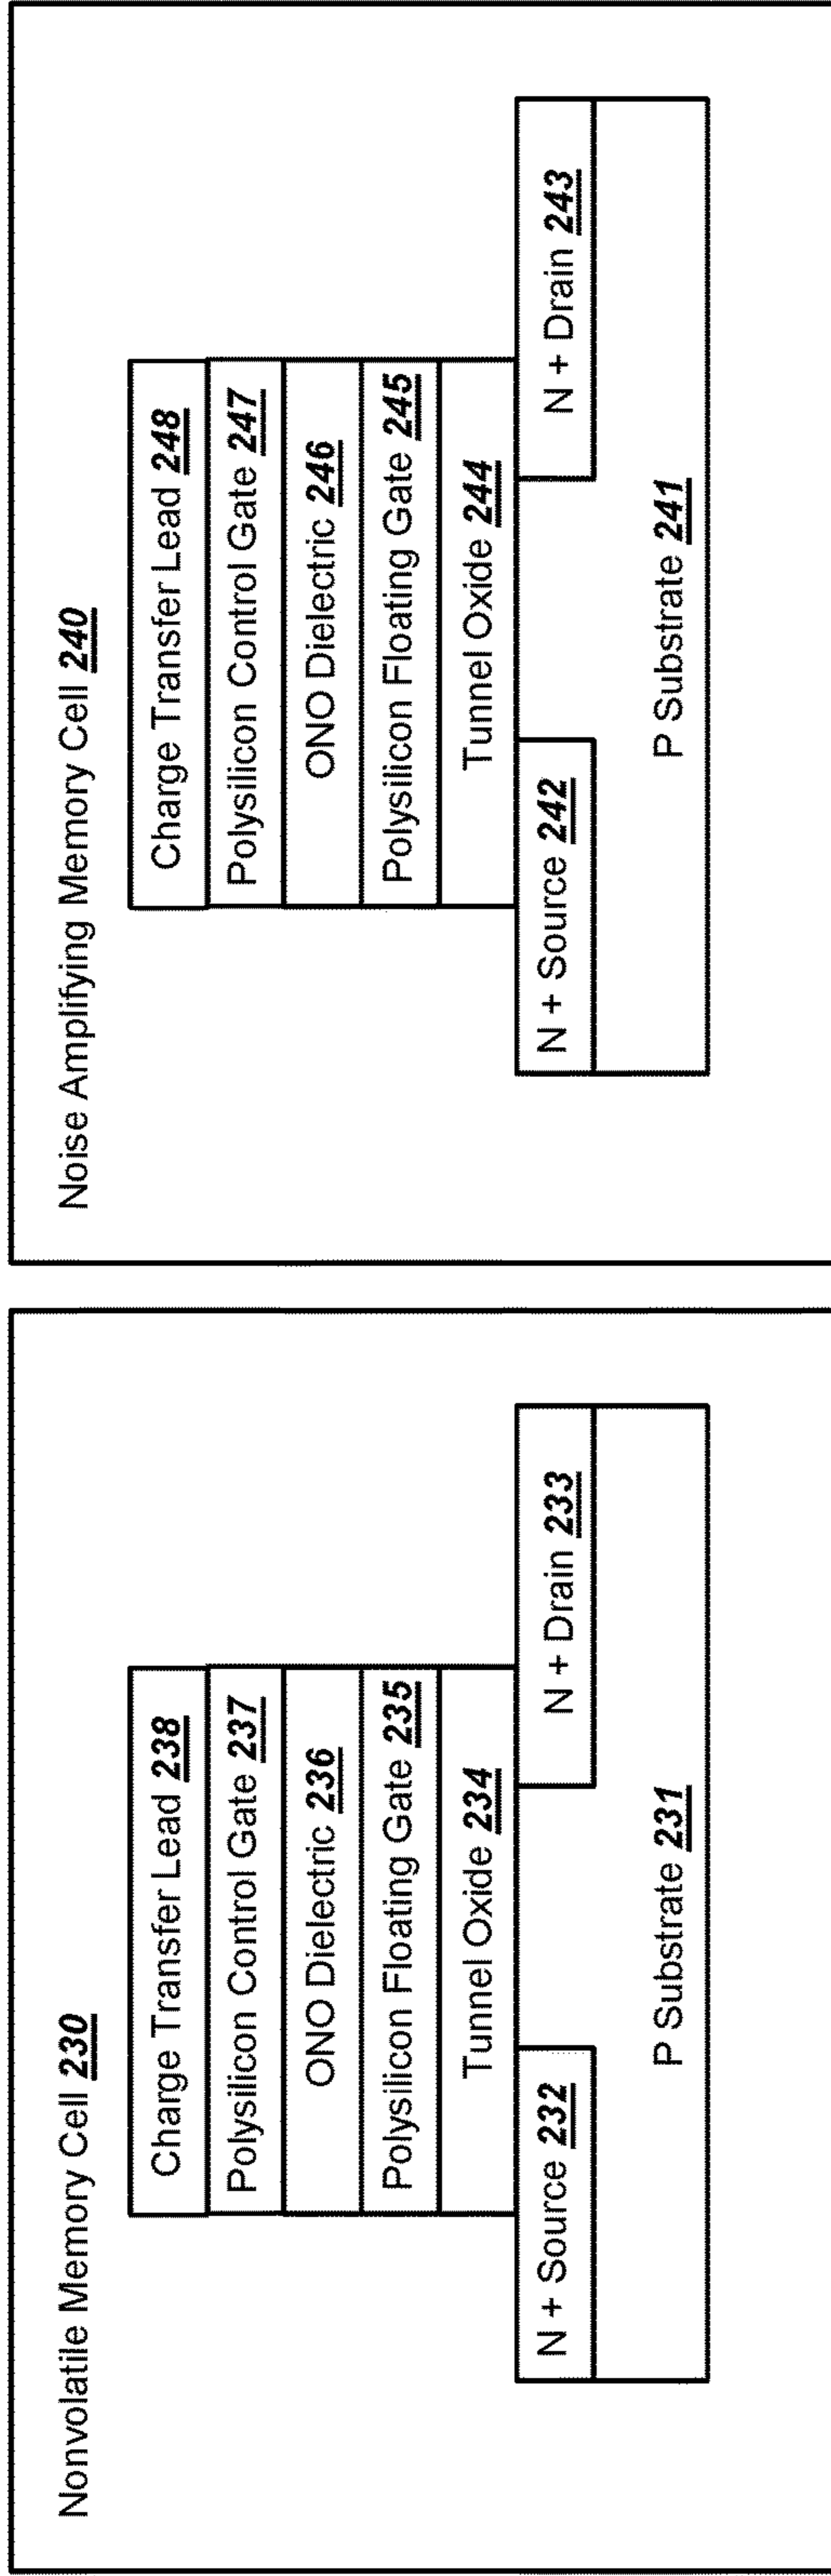 Nonvolatile Memory Cell 230
Charge Transfer Lead 238
Polysilicon Control Gate 237
ONO Dielectric 236
Polysilicon Floating Gate 235
Tunnel Oxide 234
N + Source 232
N + Drain 233
P Substrate 231
Noise Amplifying Memory Cell 240
Charge Transfer Lead 248
Polysilicon Control Gate 247
ONO Dielectric 246
Polysilicon Floating Gate 245
Tunnel Oxide 244
N + Source 242
N + Drain 243
P Substrate 241